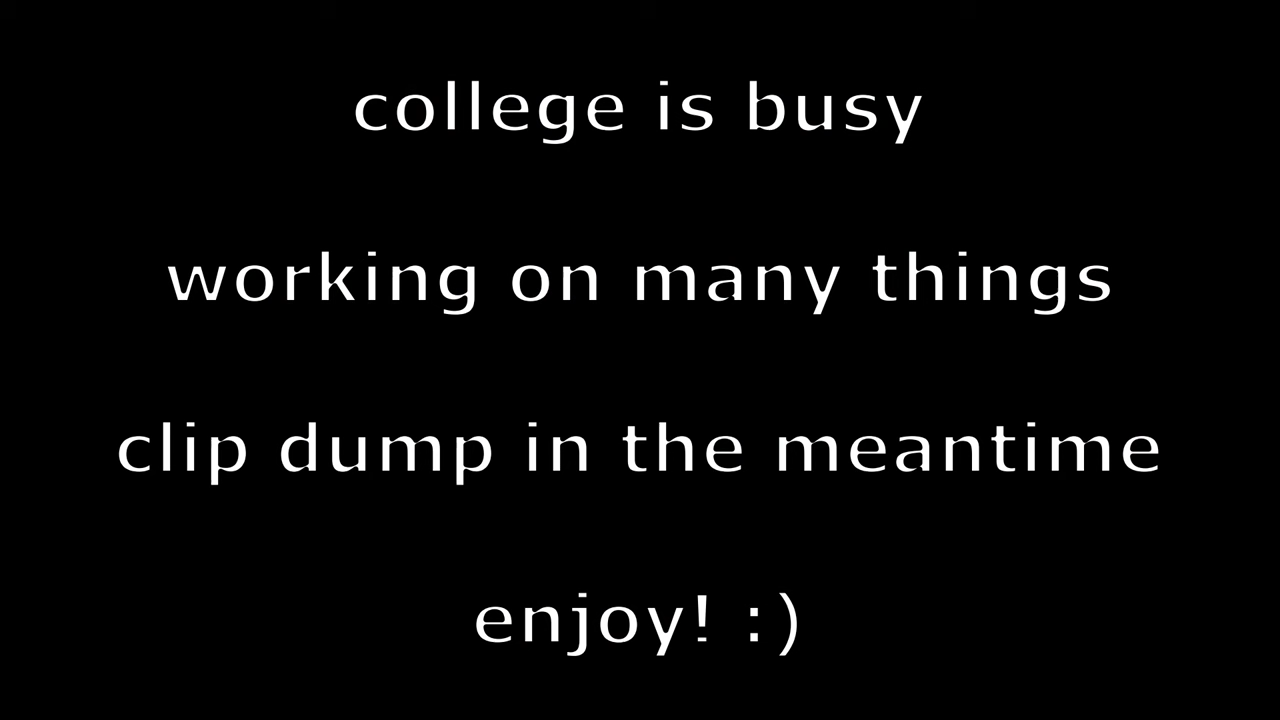 college is busy
working on many things
clip dump in the meantime
enjoy! :)